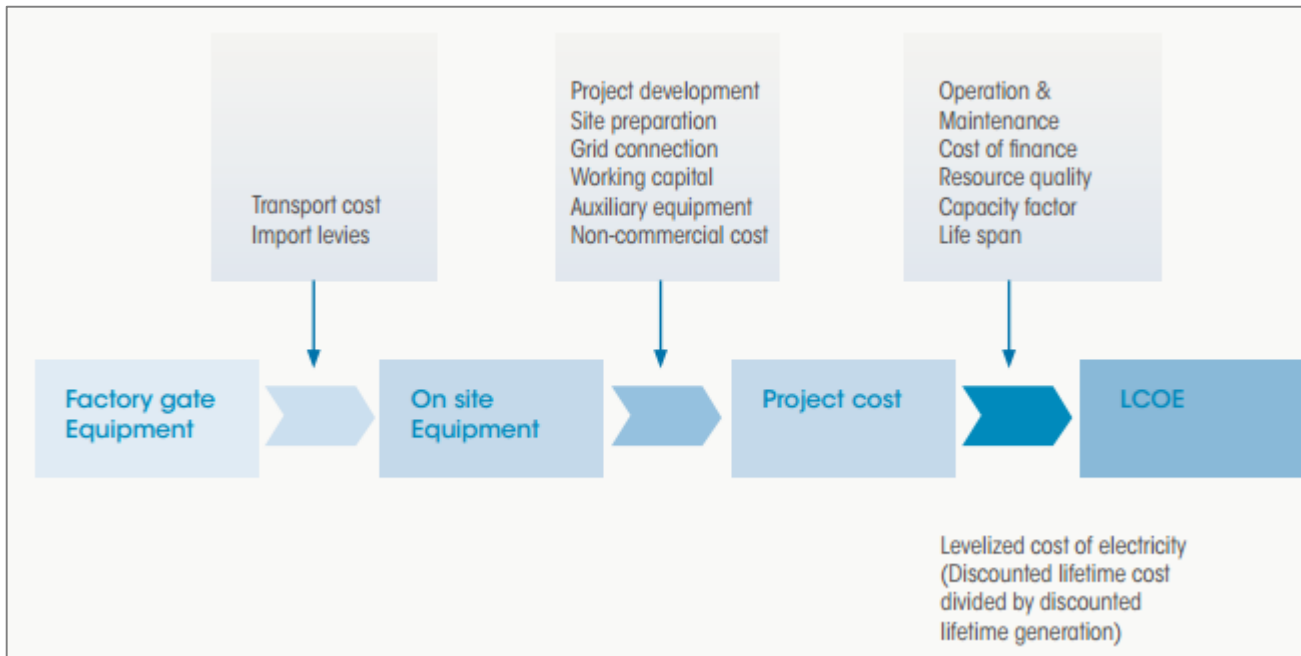 Transport cost
Import levies
Project development
Site preparation
Grid connection
Working capital
Auxiliary equipment
Non-commercial cost
Operation &
Maintenance
Cost of finance
Resource quality
Capacity factor
Life span
Factory gate
Equipment
On site
Equipment
Project cost
LCOE
Levelized cost of electricity
(Discounted lifetime cost
divided by discounted
lifetime generation)